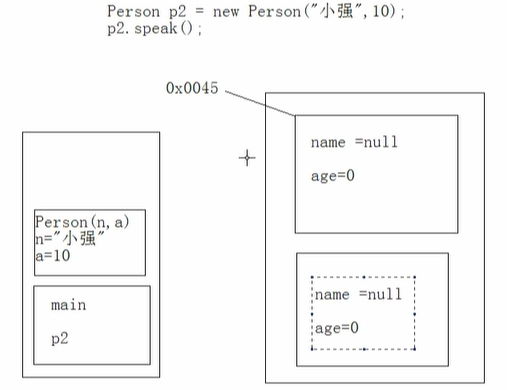 Person p2 = new Person("小强",10);
p2.speak();
0x0045
name =null
age=0
Person(n,a)
n="小强"
a=10
main
p2
name =null
age=0